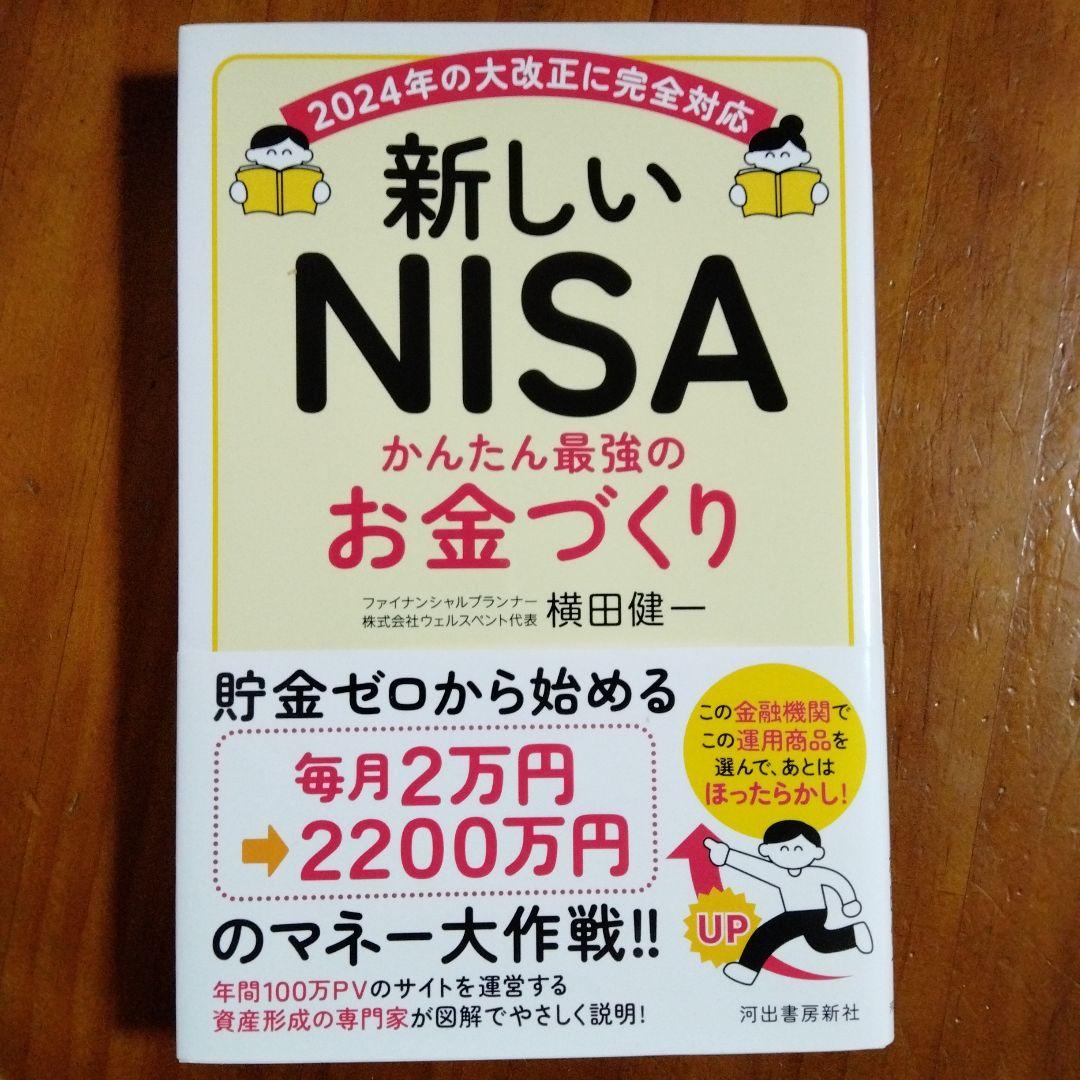 2024年の大改正に完全対応
新しい
NISA
かんたん最強の
お金づくり
ファイナンシャルプランナー
株式会社ウェルスペント代表
横田健一
貯金ゼロから始める
毎月2万円
➡2200万円
のマネー大作戦!!
この金融機関で
この運用商品を
選んで、あとは
ほったらかし!
UP
年間100万PVのサイトを運営する
資産形成の専門家が図解でやさしく説明!
河出書房新社